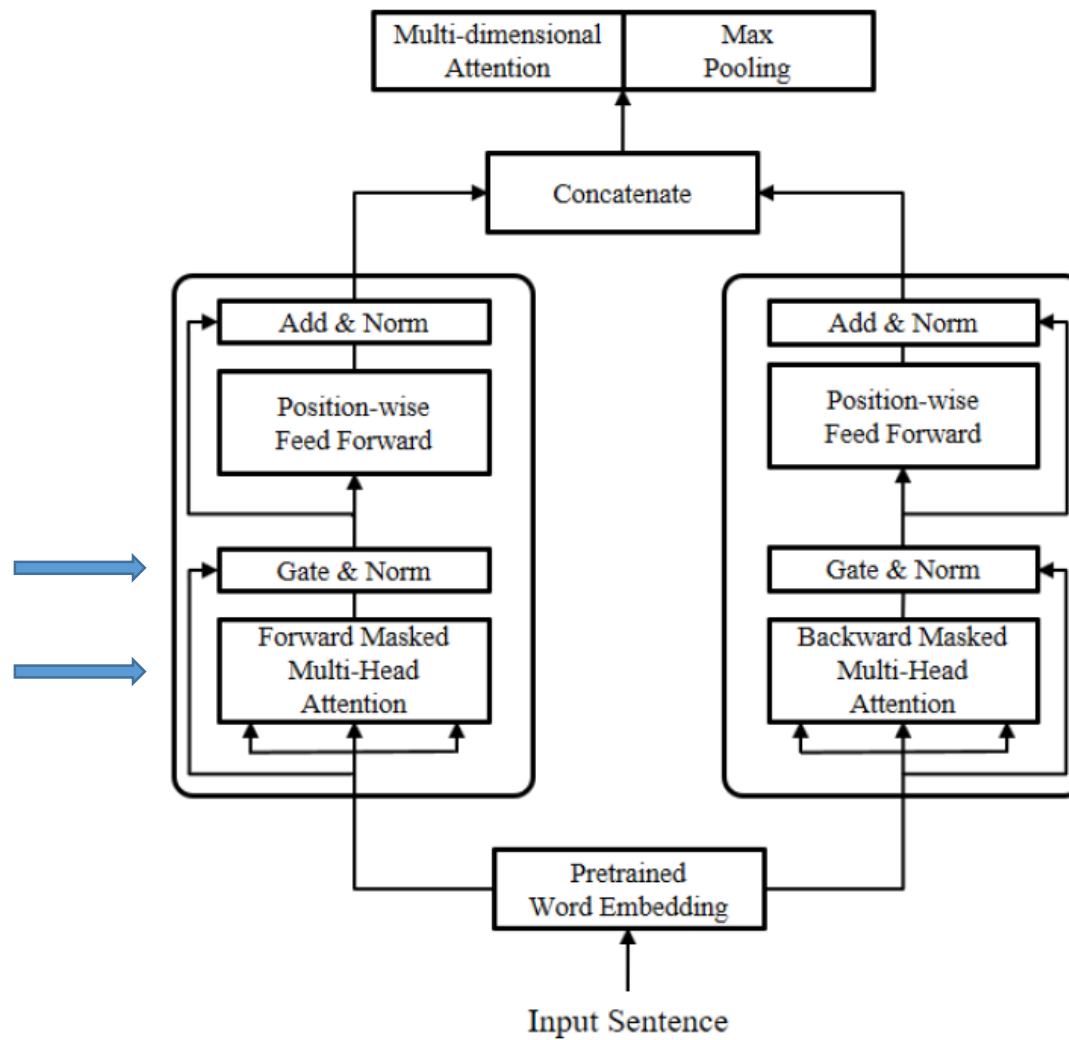 Multi-dimensional
Attention
Max
Pooling
Concatenate
Add & Norm
Position-wise
Feed Forward
Gate & Norm
Forward Masked
Multi-Head
Attention
Add & Norm
Position-wise
Feed Forward
Gate & Norm
Backward Masked
Multi-Head
Attention
Pretrained
Word Embedding
Input Sentence